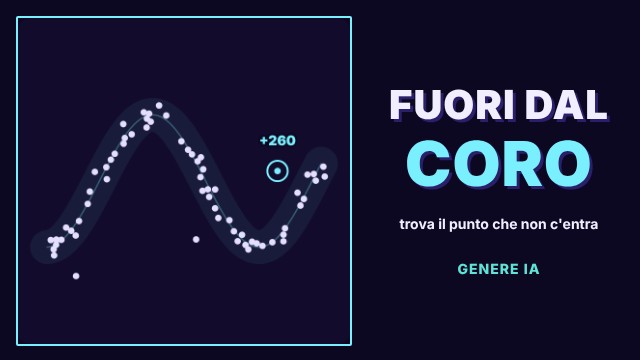 +260
FUORI DAL
CORO
trova il punto che non c'entra
GENERE IA